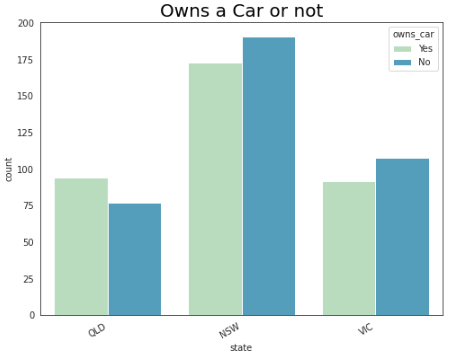 Owns a Car or not
owns_car
Yes
No
200
175
150
125
100
75
50
25
0
count
QLD
NSW
VIC
state